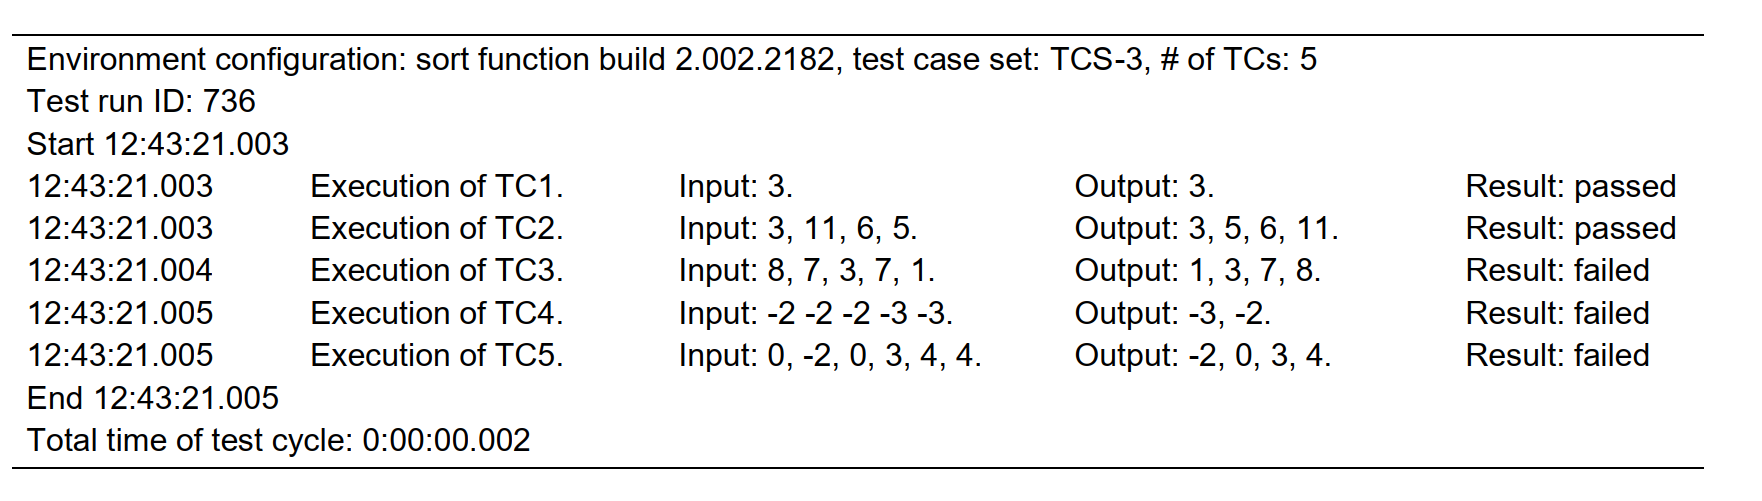 Environment configuration: sort function build 2.002.2182, test case set: TCS-3, # of TCs: 5
Test run ID: 736
Start 12:43:21.003
12:43:21.003 Execution of TC1. Input: 3. Output: 3. Result: passed
12:43:21.003 Execution of TC2. Input: 3, 11, 6, 5. Output: 3, 5, 6, 11. Result: passed
12:43:21.004 Execution of TC3. Input: 8, 7, 3, 7, 1. Output: 1, 3, 7, 8. Result: failed
12:43:21.005 Execution of TC4. Input: -2 -2 -2 -3 -3. Output: -3, -2. Result: failed
12:43:21.005 Execution of TC5. Input: 0, -2, 0, 3, 4, 4. Output: -2, 0, 3, 4. Result: failed
End 12:43:21.005
Total time of test cycle: 0:00:00.002